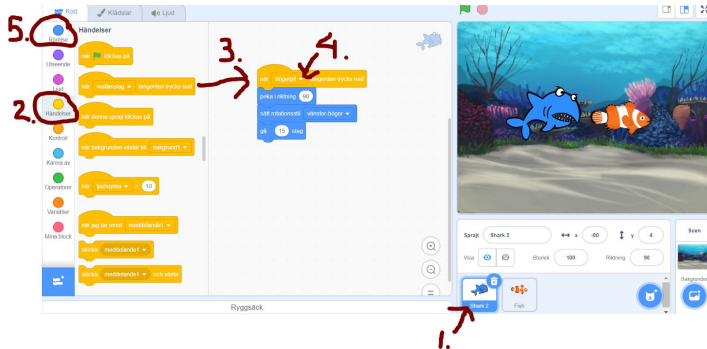 Kod Klädslar Ljud
5.
Rörelse
Utseende
Ljud
2.
Händelser
Kontroll
Känna av
Operatorer
Variabler
Mina block
Händelser
när klickas på
när mellanslag tangenten trycks ned
när denna sprajt klickas på
när bakgrunden växlar till bakgrund1
när ljudstyrka > 10
när jag tar emot meddelande1
skicka meddelande1
skicka meddelande1 och vänta
3.
4.
när högerpil tangenten trycks ned
peka i riktning 90
sätt rotationsstil vänster-höger
gå 15 steg
Ryggsäck
Sprajt Shark 2 x -80 y 4
Visa Storlek 100 Riktning 90
Shark 2
Fish
Scen
1.